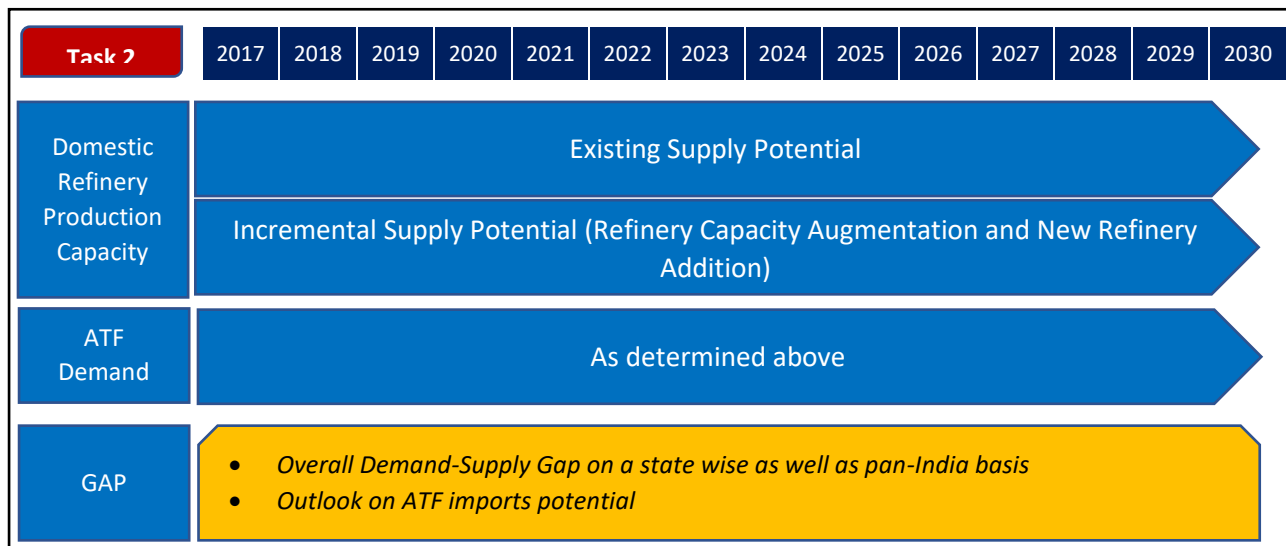 Task 2
2017 2018 2019 2020 2021 2022 2023 2024 2025 2026 2027 2028 2029 2030
Domestic
Refinery
Production
Capacity
Existing Supply Potential
Incremental Supply Potential (Refinery Capacity Augmentation and New Refinery
Addition)
ATF
Demand
As determined above
GAP
• Overall Demand-Supply Gap on a state wise as well as pan-India basis
• Outlook on ATF imports potential